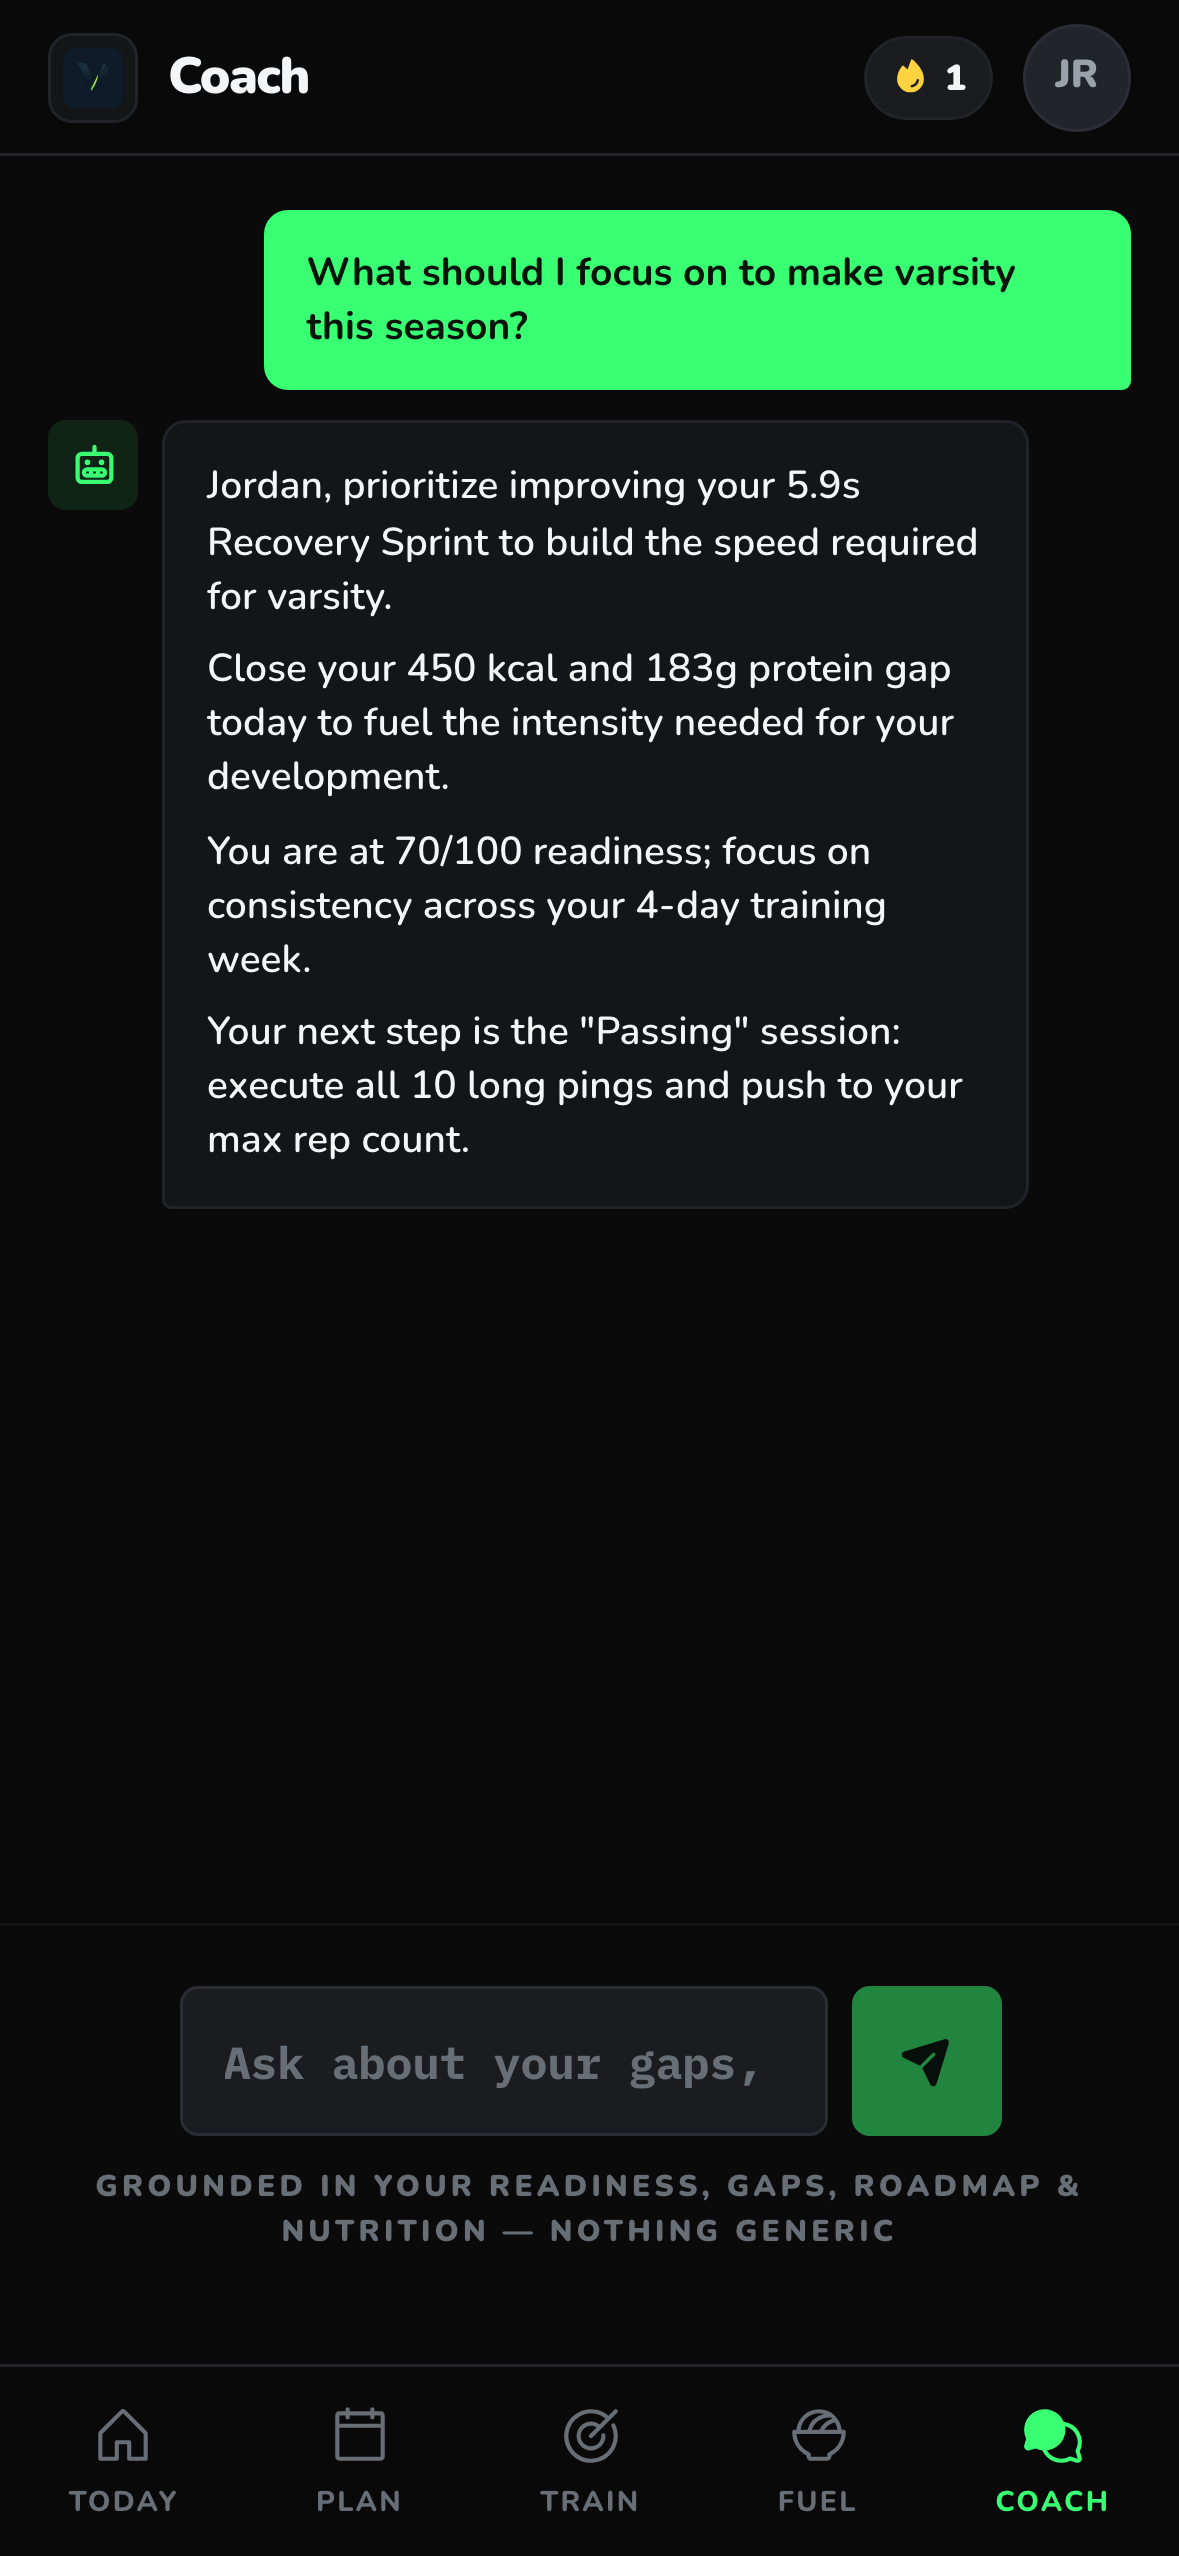 Coach
1
JR
What should I focus on to make varsity
this season?
Jordan, prioritize improving your 5.9s
Recovery Sprint to build the speed required
for varsity.
Close your 450 kcal and 183g protein gap
today to fuel the intensity needed for your
development.
You are at 70/100 readiness; focus on
consistency across your 4-day training
week.
Your next step is the "Passing" session:
execute all 10 long pings and push to your
max rep count.
Ask about your gaps,
GROUNDED IN YOUR READINESS, GAPS, ROADMAP &
NUTRITION — NOTHING GENERIC
TODAY
PLAN
TRAIN
FUEL
COACH